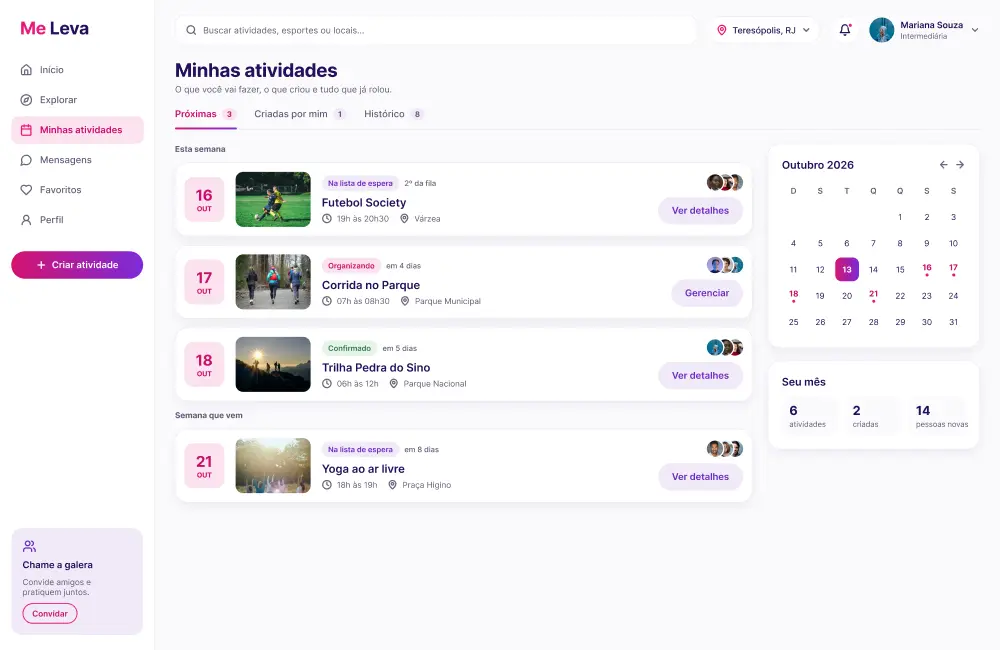 Me Leva
Buscar atividades, esportes ou locais...
Teresópolis, RJ
Mariana Souza
Intermediária
Início
Explorar
Minhas atividades
Mensagens
Favoritos
Perfil
+ Criar atividade
Chame a galera
Convide amigos e
pratiquem juntos.
Convidar
Minhas atividades
O que você vai fazer, o que criou e tudo que já rolou.
Próximas 3 Criadas por mim 1 Histórico 8
Esta semana
16
OUT
Na lista de espera 2º da fila
Futebol Society
19h às 20h30 Várzea
Ver detalhes
17
OUT
Organizando em 4 dias
Corrida no Parque
07h às 08h30 Parque Municipal
Gerenciar
18
OUT
Confirmado em 5 dias
Trilha Pedra do Sino
06h às 12h Parque Nacional
Ver detalhes
Semana que vem
21
OUT
Na lista de espera em 8 dias
Yoga ao ar livre
18h às 19h Praça Higino
Ver detalhes
Outubro 2026
D S T Q Q S S
1 2 3
4 5 6 7 8 9 10
11 12 13 14 15 16 17
18 19 20 21 22 23 24
25 26 27 28 29 30 31
Seu mês
6
atividades
2
criadas
14
pessoas novas